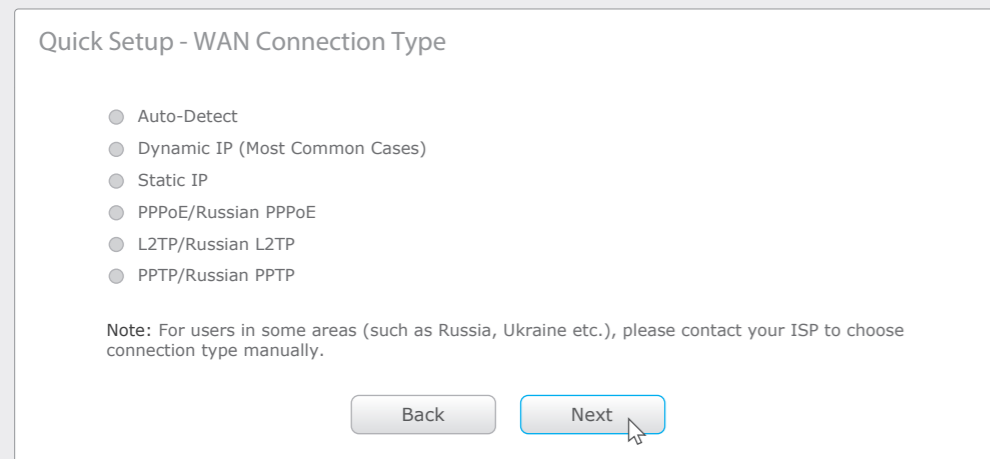 Quick Setup - WAN Connection Type
Auto-Detect
Dynamic IP (Most Common Cases)
Static IP
PPPoE/Russian PPPoE
L2TP/Russian L2TP
PPTP/Russian PPTP
Note: For users in some areas (such as Russia, Ukraine etc.), please contact your ISP to choose
connection type manually.
Back
Next